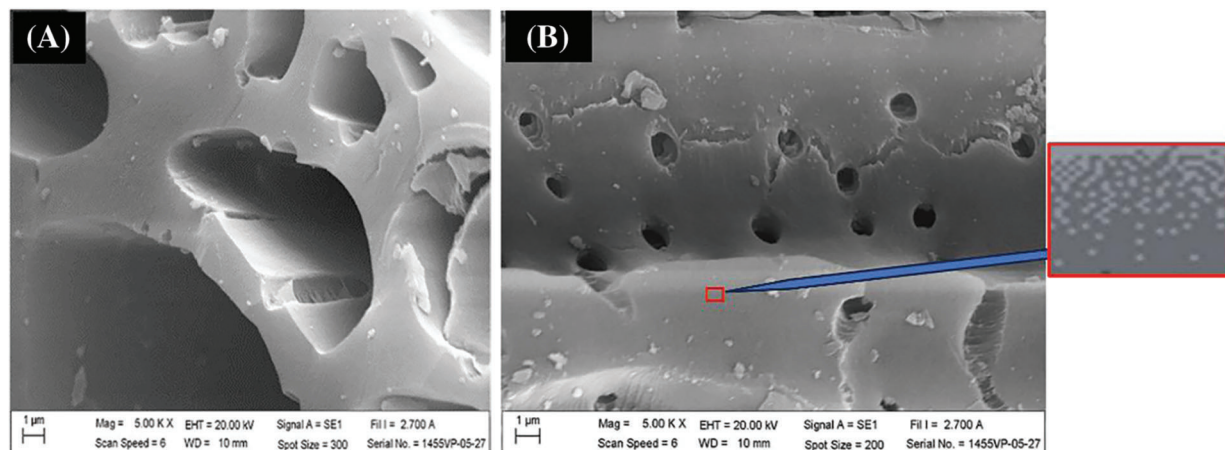 (A)
(B)
1 µm
Mag = 5.00 K X EHT = 20.00 kV Signal A = SE1 Fil I = 2.700 A
Scan Speed = 6 WD = 10 mm Spot Size = 300 Serial No. = 1455VP-05-27
1 µm
Mag = 5.00 K X EHT = 20.00 kV Signal A = SE1 Fil I = 2.700 A
Scan Speed = 6 WD = 10 mm Spot Size = 200 Serial No. = 1455VP-05-27